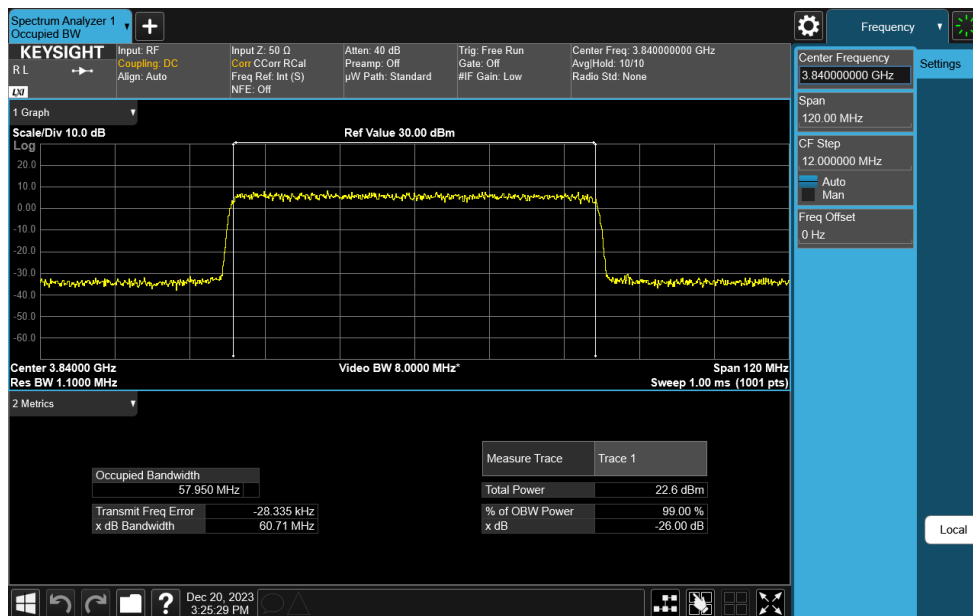 Spectrum Analyzer 1
Occupied BW
+
Frequency
KEYSIGHT
R L
LXI
Input: RF
Coupling: DC
Align: Auto
Input Z: 50 Ω
Corr CCorr RCal
Freq Ref: Int (S)
NFE: Off
Atten: 40 dB
Preamp: Off
µW Path: Standard
Trig: Free Run
Gate: Off
#IF Gain: Low
Center Freq: 3.840000000 GHz
Avg|Hold: 10/10
Radio Std: None
Center Frequency
3.840000000 GHz
Settings
Span
120.00 MHz
CF Step
12.000000 MHz
Auto
Man
Freq Offset
0 Hz
Local
1 Graph
Scale/Div 10.0 dB
Ref Value 30.00 dBm
Log
20.0
10.0
0.00
-10.0
-20.0
-30.0
-40.0
-50.0
-60.0
Center 3.84000 GHz
Video BW 8.0000 MHz*
Span 120 MHz
Res BW 1.1000 MHz
Sweep 1.00 ms (1001 pts)
2 Metrics
Occupied Bandwidth
57.950 MHz
Transmit Freq Error -28.335 kHz
x dB Bandwidth 60.71 MHz
Measure Trace Trace 1
Total Power 22.6 dBm
% of OBW Power 99.00 %
x dB -26.00 dB
?
Dec 20, 2023
3:25:29 PM